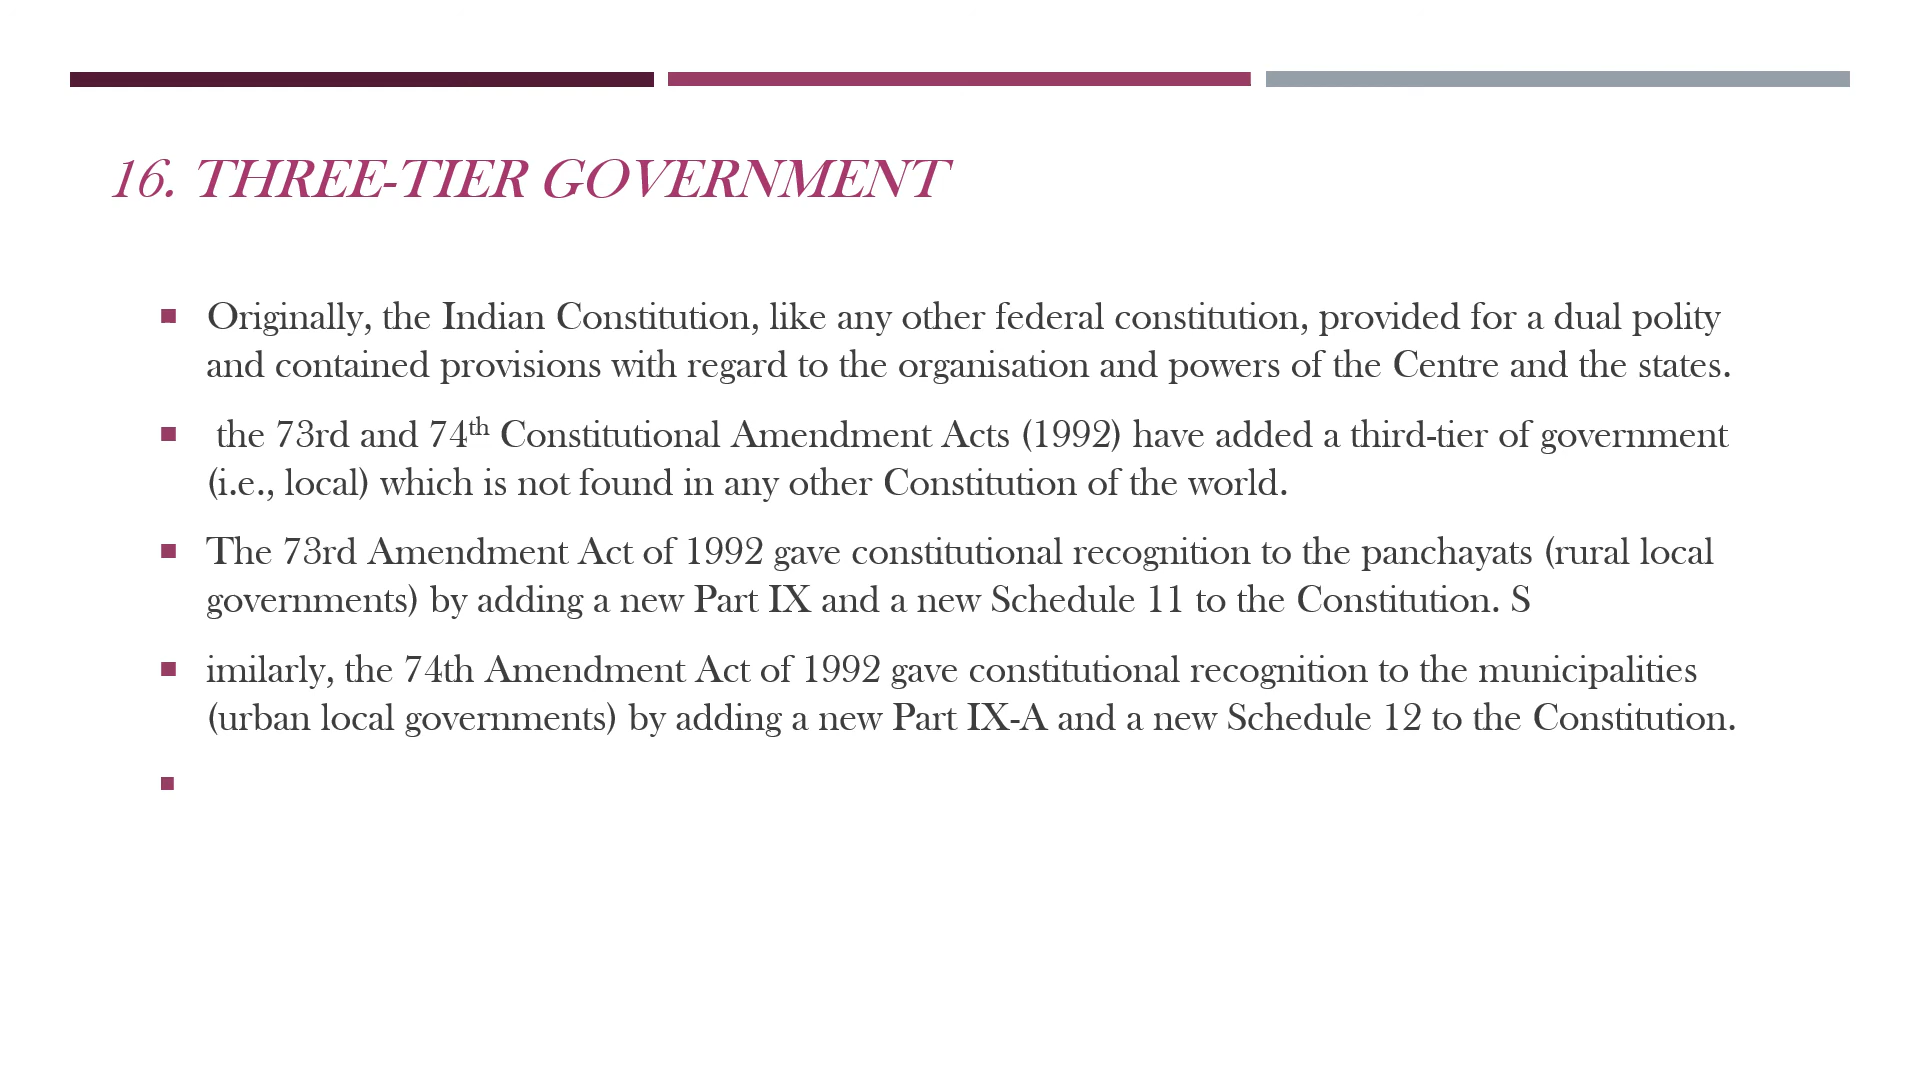 16. THREE-TIER GOVERNMENT
Originally, the Indian Constitution, like any other federal constitution, provided for a dual polity
and contained provisions with regard to the organisation and powers of the Centre and the states.
the 73rd and 74th Constitutional Amendment Acts (1992) have added a third-tier of government
(i.e., local) which is not found in any other Constitution of the world.
The 73rd Amendment Act of 1992 gave constitutional recognition to the panchayats (rural local
governments) by adding a new Part IX and a new Schedule 11 to the Constitution. S
imilarly, the 74th Amendment Act of 1992 gave constitutional recognition to the municipalities
(urban local governments) by adding a new Part IX-A and a new Schedule 12 to the Constitution.